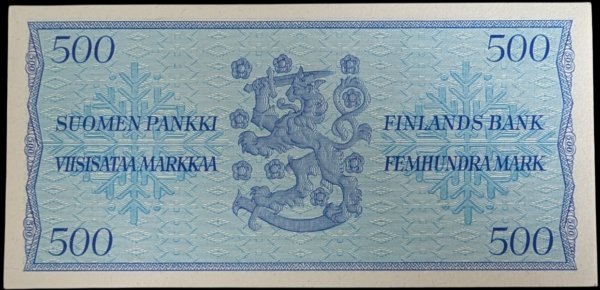 500 500
SUOMEN PANKKI FINLANDS BANK
VIISISATAA MARKKAA FEMHUNDRA MARK
500 500